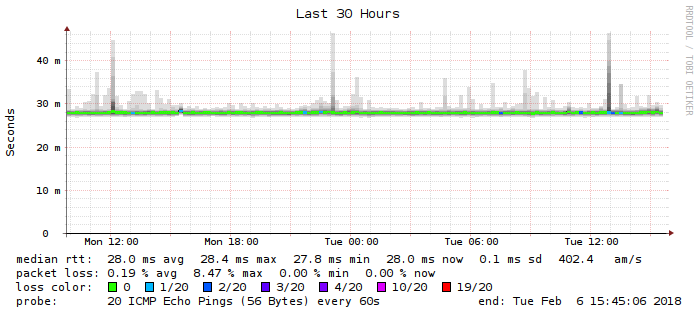 Last 30 Hours
RRDTOOL / TOBI OETIKER
Seconds
40 m
30 m
20 m
10 m
0
Mon 12:00 Mon 18:00 Tue 00:00 Tue 06:00 Tue 12:00
median rtt: 28.0 ms avg 28.4 ms max 27.8 ms min 28.0 ms now 0.1 ms sd 402.4 am/s
packet loss: 0.19 % avg 8.47 % max 0.00 % min 0.00 % now
loss color: 0 1/20 2/20 3/20 4/20 10/20 19/20
probe: 20 ICMP Echo Pings (56 Bytes) every 60s end: Tue Feb 6 15:45:06 2018